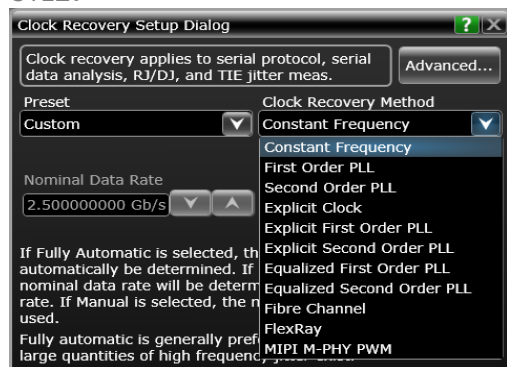 Clock Recovery Setup Dialog
?
X
Clock recovery applies to serial protocol, serial
data analysis, RJ/DJ, and TIE jitter meas.
Advanced...
Preset
Clock Recovery Method
Custom
Constant Frequency
Constant Frequency
First Order PLL
Second Order PLL
Explicit Clock
Explicit First Order PLL
Explicit Second Order PLL
Equalized First Order PLL
Equalized Second Order PLL
Fibre Channel
FlexRay
MIPI M-PHY PWM
Nominal Data Rate
2.500000000 Gb/s
If Fully Automatic is selected, th
automatically be determined. If
nominal data rate will be determ
rate. If Manual is selected, the n
used.
Fully automatic is generally pref
large quantities of high frequenc